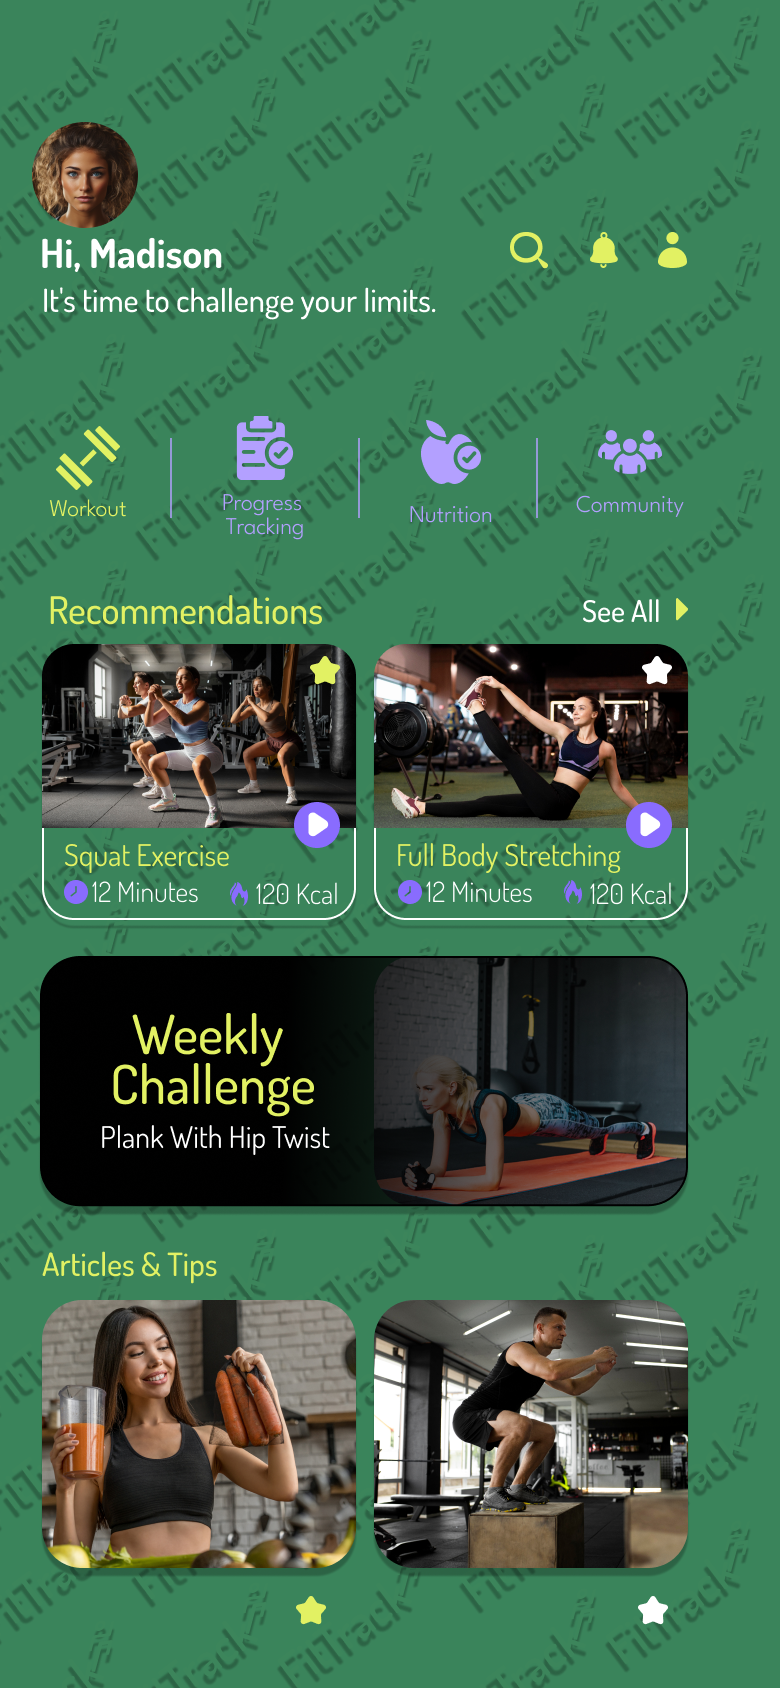 Hi, Madison
It's time to challenge your limits.
Workout
Progress
Tracking
Nutrition
Community
Recommendations
See All
Squat Exercise
12 Minutes
120 Kcal
Full Body Stretching
12 Minutes
120 Kcal
Weekly
Challenge
Plank With Hip Twist
Articles & Tips